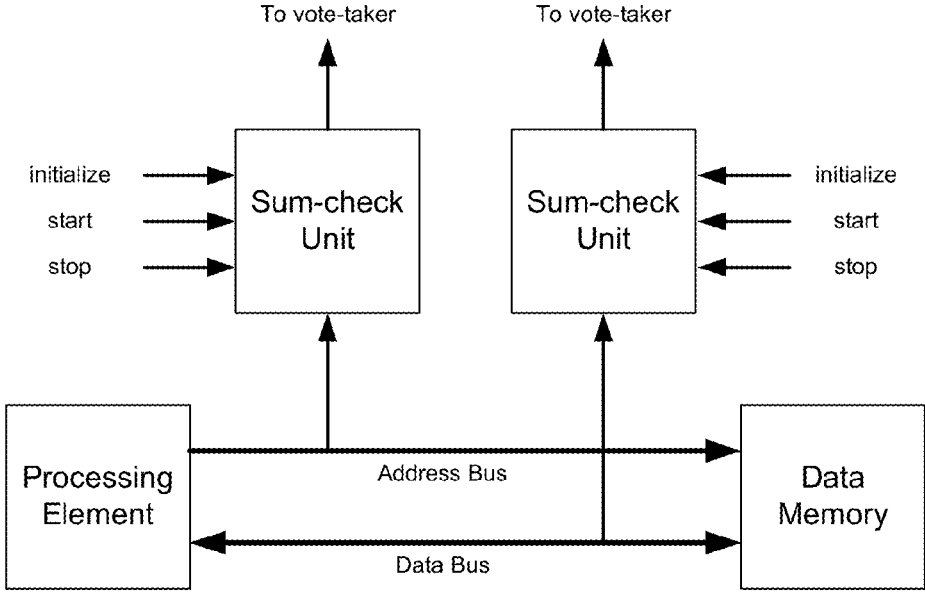 To vote-taker
To vote-taker
initialize
start
stop
Sum-check
Unit
Sum-check
Unit
initialize
start
stop
Processing
Element
Address Bus
Data Bus
Data
Memory